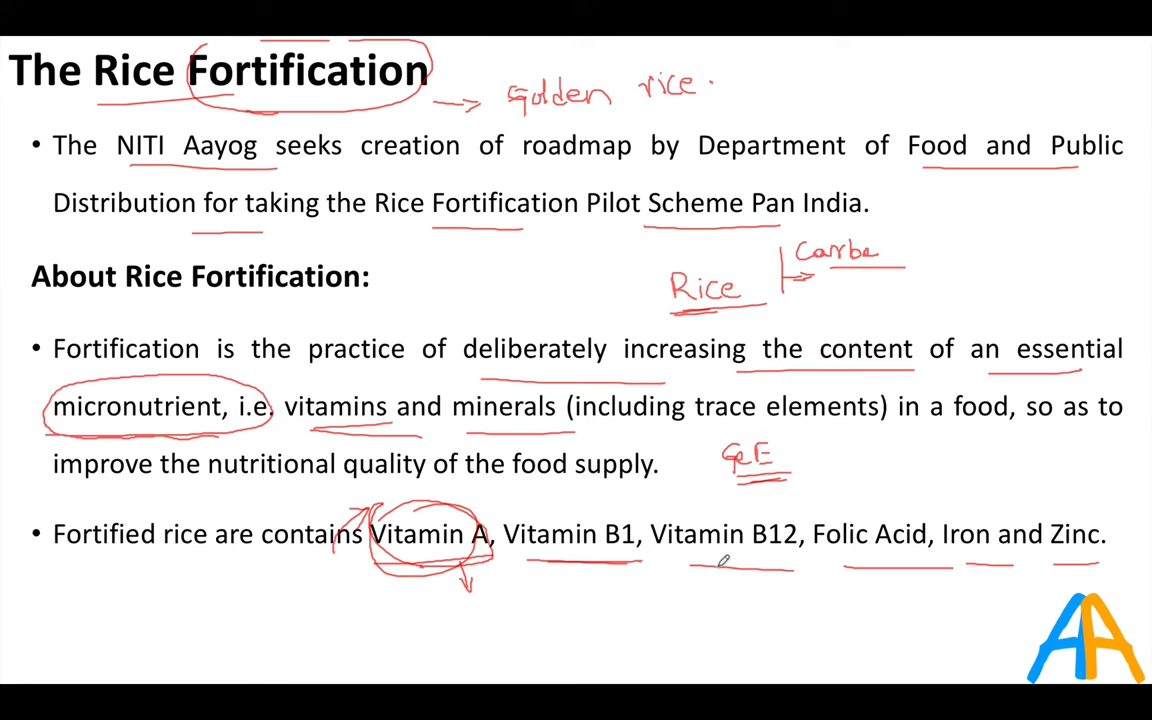 The Rice Fortification
Golden rice.
• The NITI Aayog seeks creation of roadmap by Department of Food and Public
Distribution for taking the Rice Fortification Pilot Scheme Pan India.
Carbs
About Rice Fortification:
Rice
• Fortification is the practice of deliberately increasing the content of an essential
micronutrient, i.e. vitamins and minerals (including trace elements) in a food, so as to
improve the nutritional quality of the food supply.
GE
• Fortified rice are contains Vitamin A, Vitamin B1, Vitamin B12, Folic Acid, Iron and Zinc.
AA